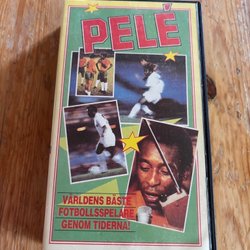 PELÉ
VÄRLDENS BÄSTE
FOTBOLLSSPELARE
GENOM TIDERNA!